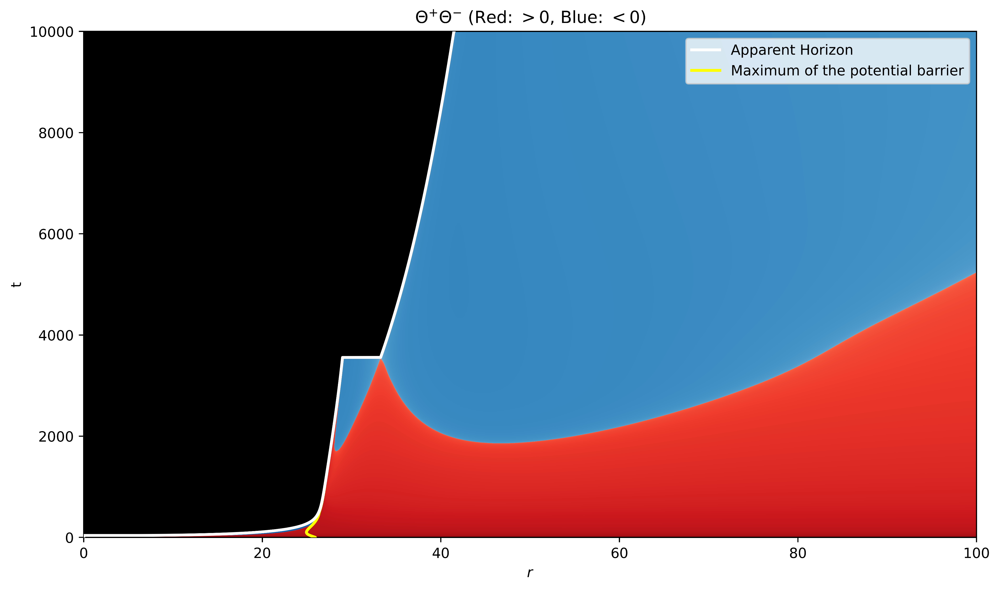 Θ⁺Θ⁻ (Red: > 0, Blue: < 0)
10000
8000
6000
4000
2000
0
t
Apparent Horizon
Maximum of the potential barrier
0 20 40 60 80 100
r